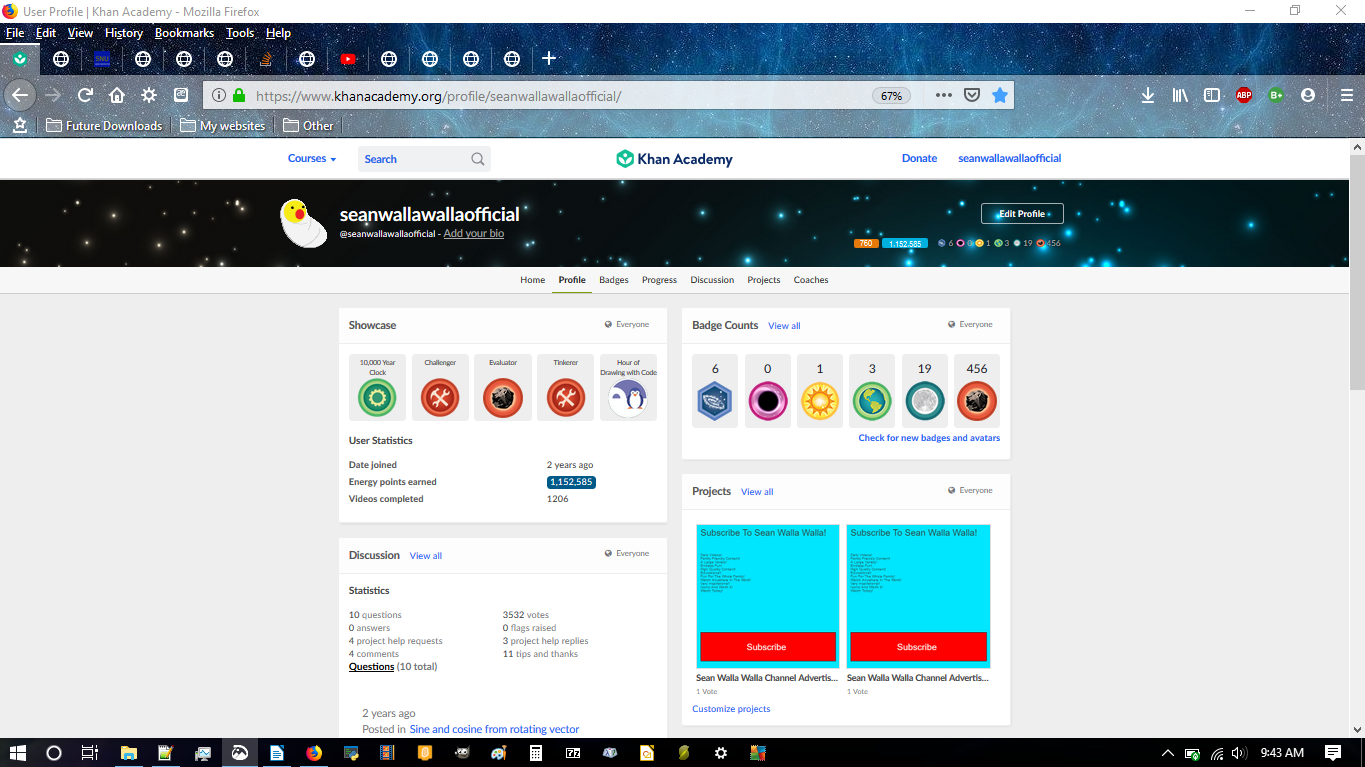 User Profile | Khan Academy - Mozilla Firefox
File Edit View History Bookmarks Tools Help
SNU
https://www.khanacademy.org/profile/seanwallawallaofficial/ 67% ABP B+
Future Downloads My websites Other
Courses Search Khan Academy Donate seanwallawallaofficial
seanwallawallaofficial
Edit Profile
@seanwallawallaofficial - Add your bio
760 1,152,585 6 0 1 3 19 456
Home Profile Badges Progress Discussion Projects Coaches
Showcase Everyone
10,000 Year Clock
Challenger
Evaluator
Tinkerer
Hour of Drawing with Code
User Statistics
Date joined 2 years ago
Energy points earned 1,152,585
Videos completed 1206
Badge Counts View all Everyone
6 0 1 3 19 456
Check for new badges and avatars
Discussion View all Everyone
Statistics
10 questions 3532 votes
0 answers 0 flags raised
4 project help requests 3 project help replies
4 comments 11 tips and thanks
Questions (10 total)
2 years ago
Posted in Sine and cosine from rotating vector
Projects View all Everyone
Subscribe To Sean Walla Walla!
Subscribe
Sean Walla Walla Channel Advertis...
1 Vote
Subscribe To Sean Walla Walla!
Subscribe
Sean Walla Walla Channel Advertis...
1 Vote
Customize projects
9:43 AM